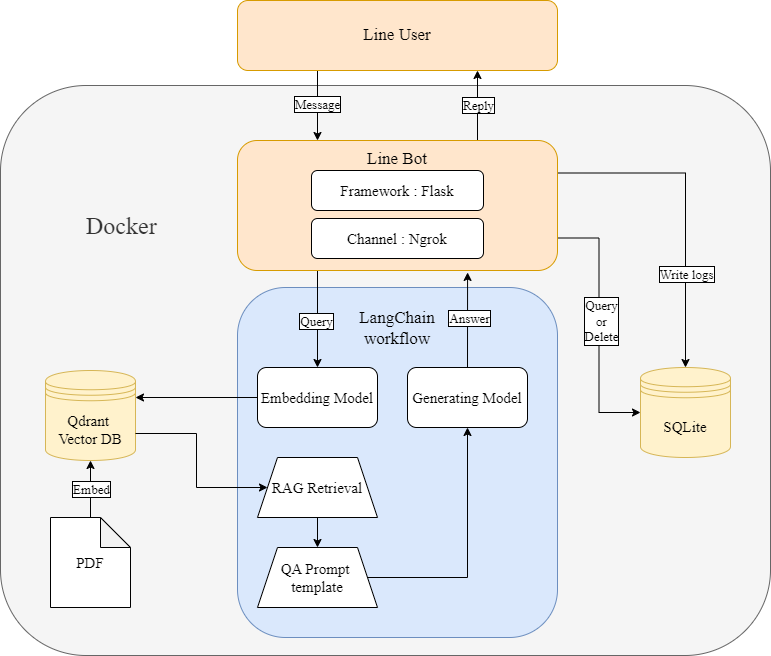 Line User
Message
Reply
Line Bot
Framework : Flask
Channel : Ngrok
Docker
Write logs
Query
or
Delete
Query
LangChain
workflow
Answer
Embedding Model
Generating Model
Qdrant
Vector DB
SQLite
Embed
RAG Retrieval
PDF
QA Prompt
template